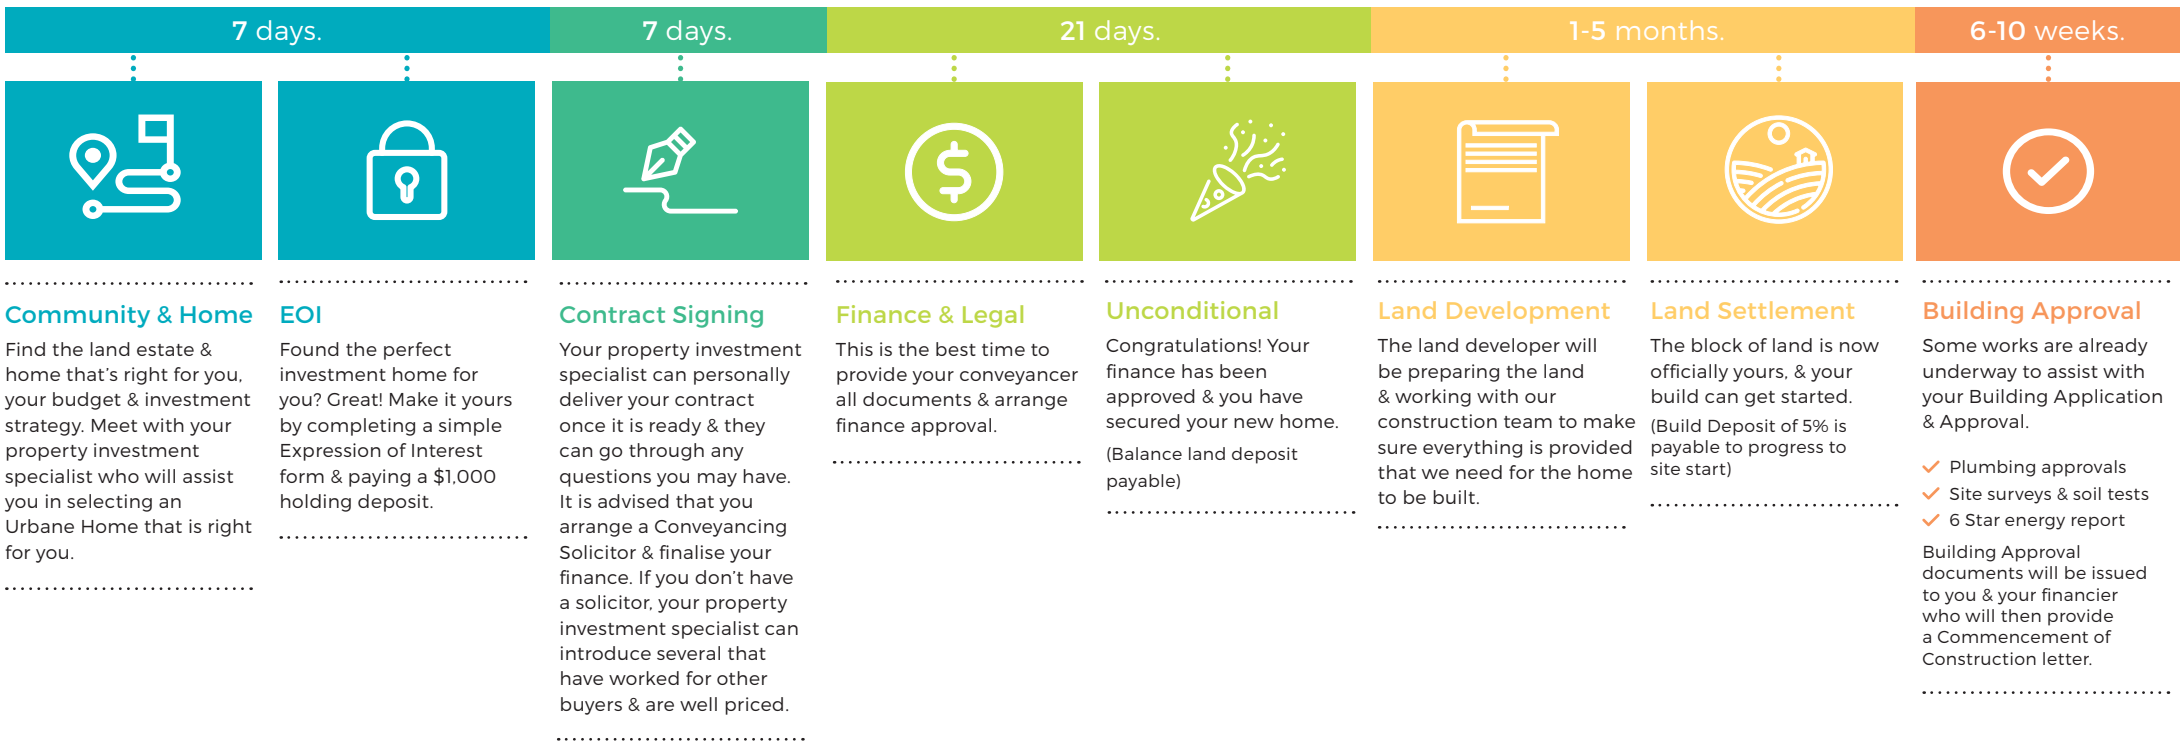 7 days.
7 days.
21 days.
1-5 months.
6-10 weeks.
Community & Home
Find the land estate &
home that's right for you,
your budget & investment
strategy. Meet with your
property investment
specialist who will assist
you in selecting an
Urbane Home that is right
for you.
EOI
Found the perfect
investment home for
you? Great! Make it yours
by completing a simple
Expression of Interest
form & paying a $1,000
holding deposit.
Contract Signing
Your property investment
specialist can personally
deliver your contract
once it is ready & they
can go through any
questions you may have.
It is advised that you
arrange a Conveyancing
Solicitor & finalise your
finance. If you don't have
a solicitor, your property
investment specialist can
introduce several that
have worked for other
buyers & are well priced.
Finance & Legal
This is the best time to
provide your conveyancer
all documents & arrange
finance approval.
Unconditional
Congratulations! Your
finance has been
approved & you have
secured your new home.
(Balance land deposit
payable)
Land Development
The land developer will
be preparing the land
& working with our
construction team to make
sure everything is provided
that we need for the home
to be built.
Land Settlement
The block of land is now
officially yours, & your
build can get started.
(Build Deposit of 5% is
payable to progress to
site start)
Building Approval
Some works are already
underway to assist with
your Building Application
& Approval.
Plumbing approvals
Site surveys & soil tests
6 Star energy report
Building Approval
documents will be issued
to you & your financier
who will then provide
a Commencement of
Construction letter.